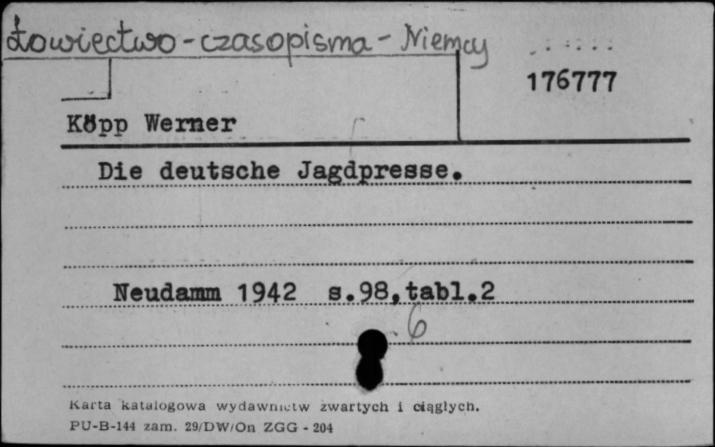 Łowiectwo - czasopisma - Niemcy
176777
Köpp Werner
Die deutsche Jagdpresse.
Neudamm 1942 s.98,tabl.2
6
Karta katalogowa wydawnictw zwartych i ciągłych.
PU-B-144 zam. 29/DW/On ZGG - 204